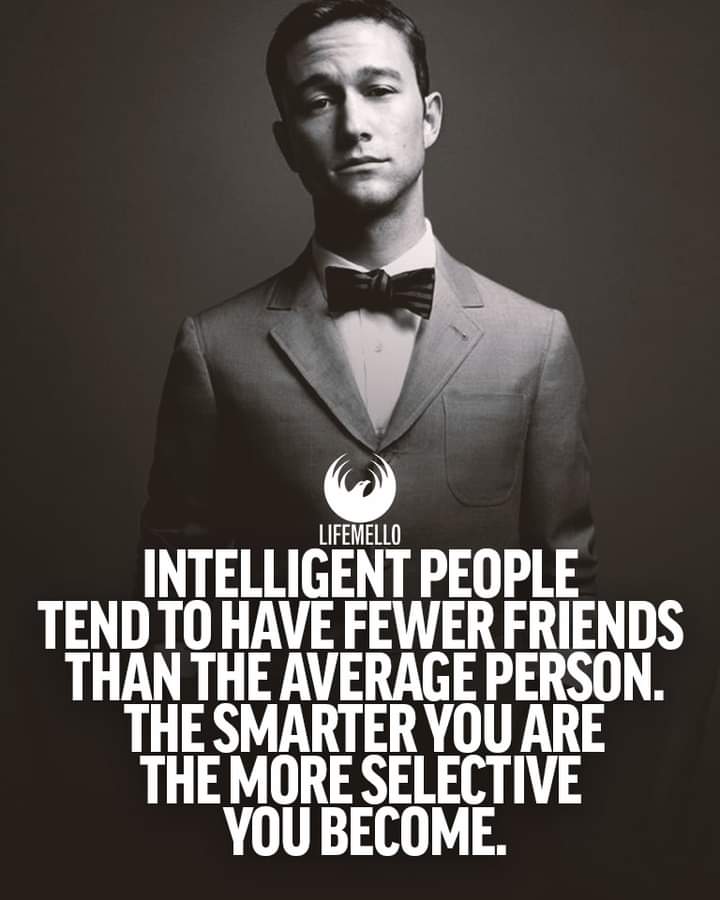 LIFEMELLO
INTELLIGENT PEOPLE
TEND TO HAVE FEWER FRIENDS
THAN THE AVERAGE PERSON.
THE SMARTER YOU ARE
THE MORE SELECTIVE
YOU BECOME.